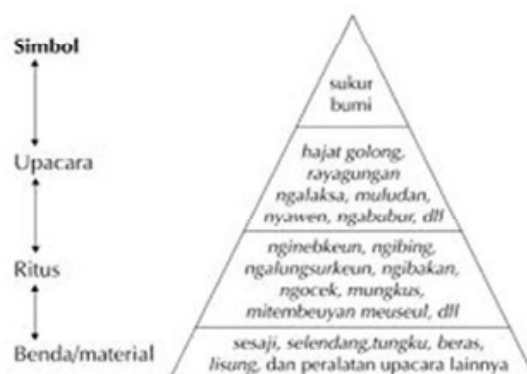 Simbol
sukur
bumi
Upacara
hajat golong,
rayagungan
ngalaksa, muludan,
nyawen, ngabubur, dll
Ritus
nginebkeun, ngibing,
ngalungsurkeun, ngibakan,
ngocek, mungkus,
mitembeuyan meuseul, dll
Benda/material
sesaji, selendang,tungku, beras,
lisung, dan peralatan upacara lainnya